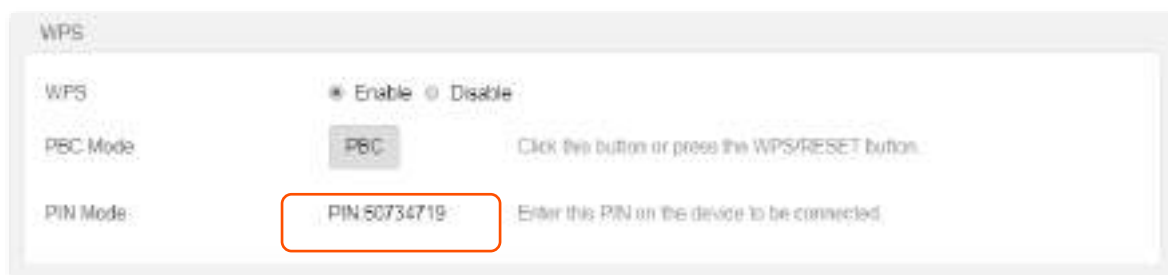 WPS
WPS Enable Disable
PBC Mode PBC Click this button or press the WPS/RESET button.
PIN Mode PIN:60734719 Enter this PIN on the device to be connected.